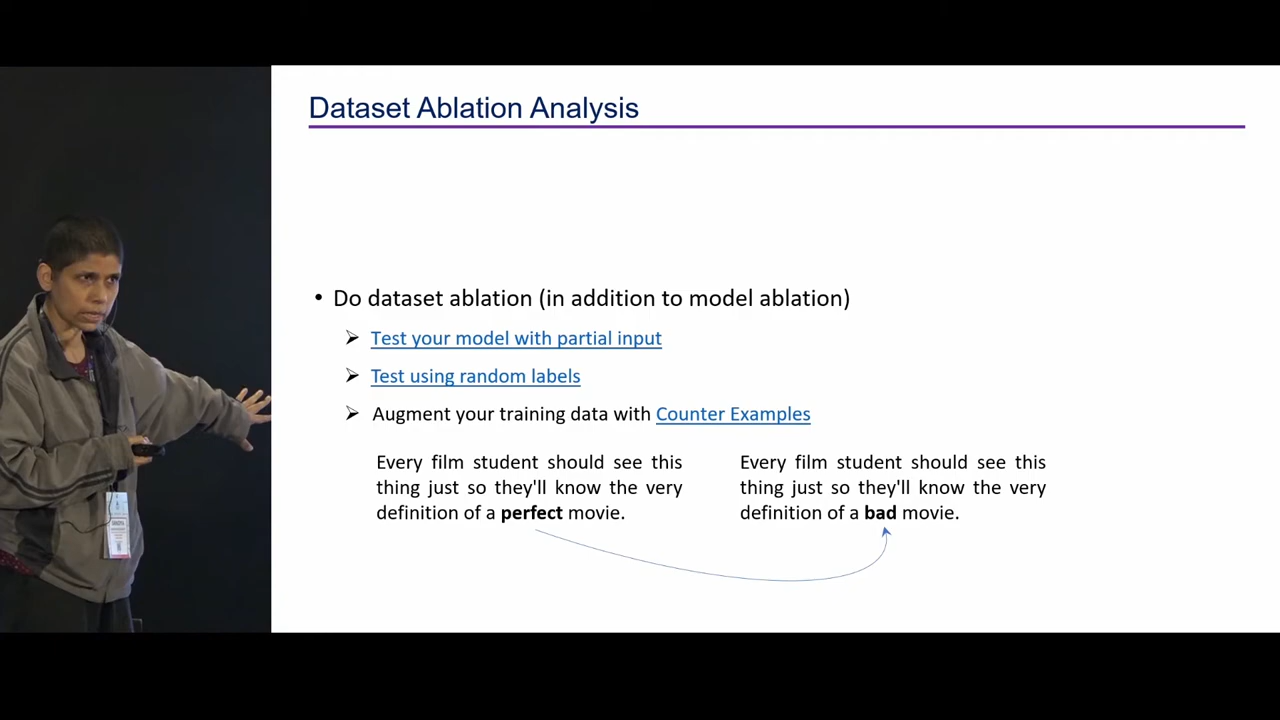 Dataset Ablation Analysis
• Do dataset ablation (in addition to model ablation)
➢ Test your model with partial input
➢ Test using random labels
➢ Augment your training data with Counter Examples
Every film student should see this
thing just so they'll know the very
definition of a perfect movie.
Every film student should see this
thing just so they'll know the very
definition of a bad movie.